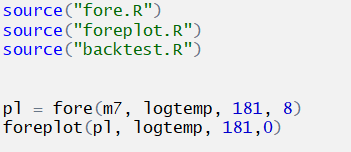 source("fore.R")
source("foreplot.R")
source("backtest.R")
pl = fore(m7, logtemp, 181, 8)
foreplot(pl, logtemp, 181,0)